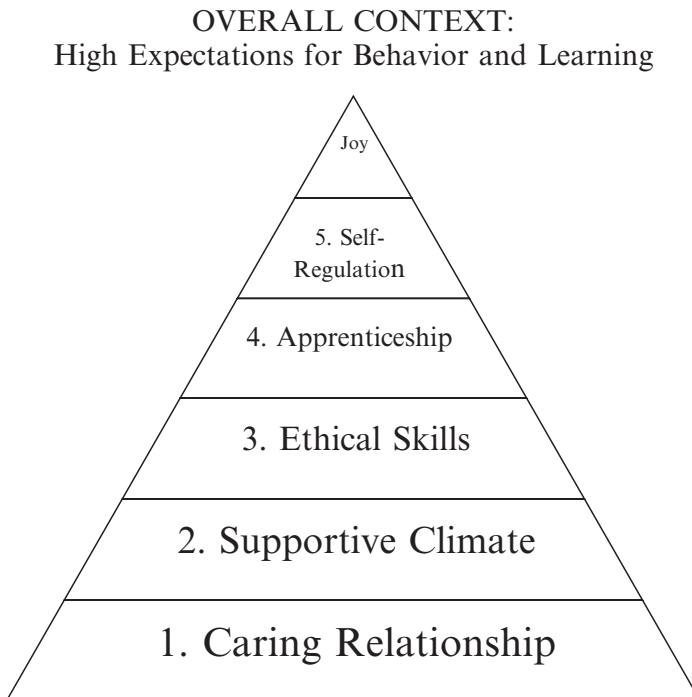 OVERALL CONTEXT:
High Expectations for Behavior and Learning
Joy
5. Self-
Regulation
4. Apprenticeship
3. Ethical Skills
2. Supportive Climate
1. Caring Relationship